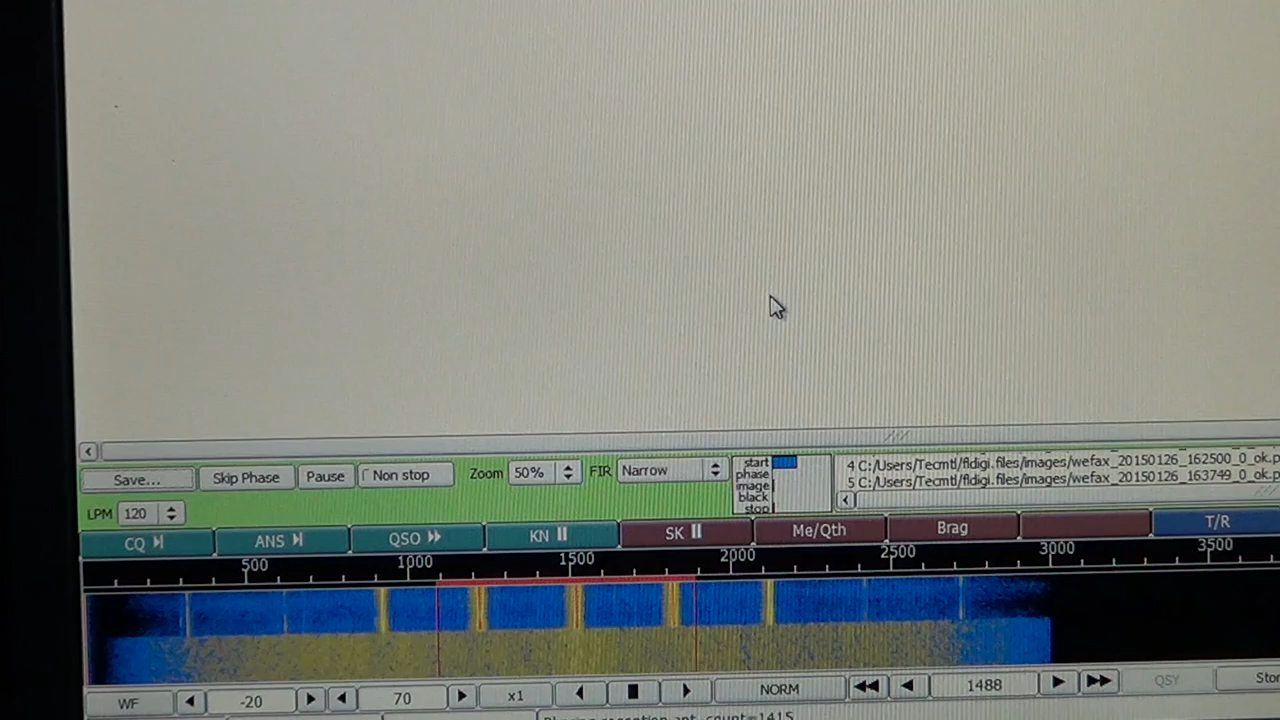 Save... Skip Phase Pause Non stop Zoom 50% FIR Narrow
start
phase
image
black
stop
4 C:/Users/Tecmtl/fldigi.files/images/wefax_20150126_162500_0_ok.p
5 C:/Users/Tecmtl/fldigi.files/images/wefax_20150126_163749_0_ok.p
LPM 120
CQ ANS QSO KN SK Me/Qth Brag T/R
500 1000 1500 2000 2500 3000 3500
WF -20 70 x1 NORM 1488 QSY Stor